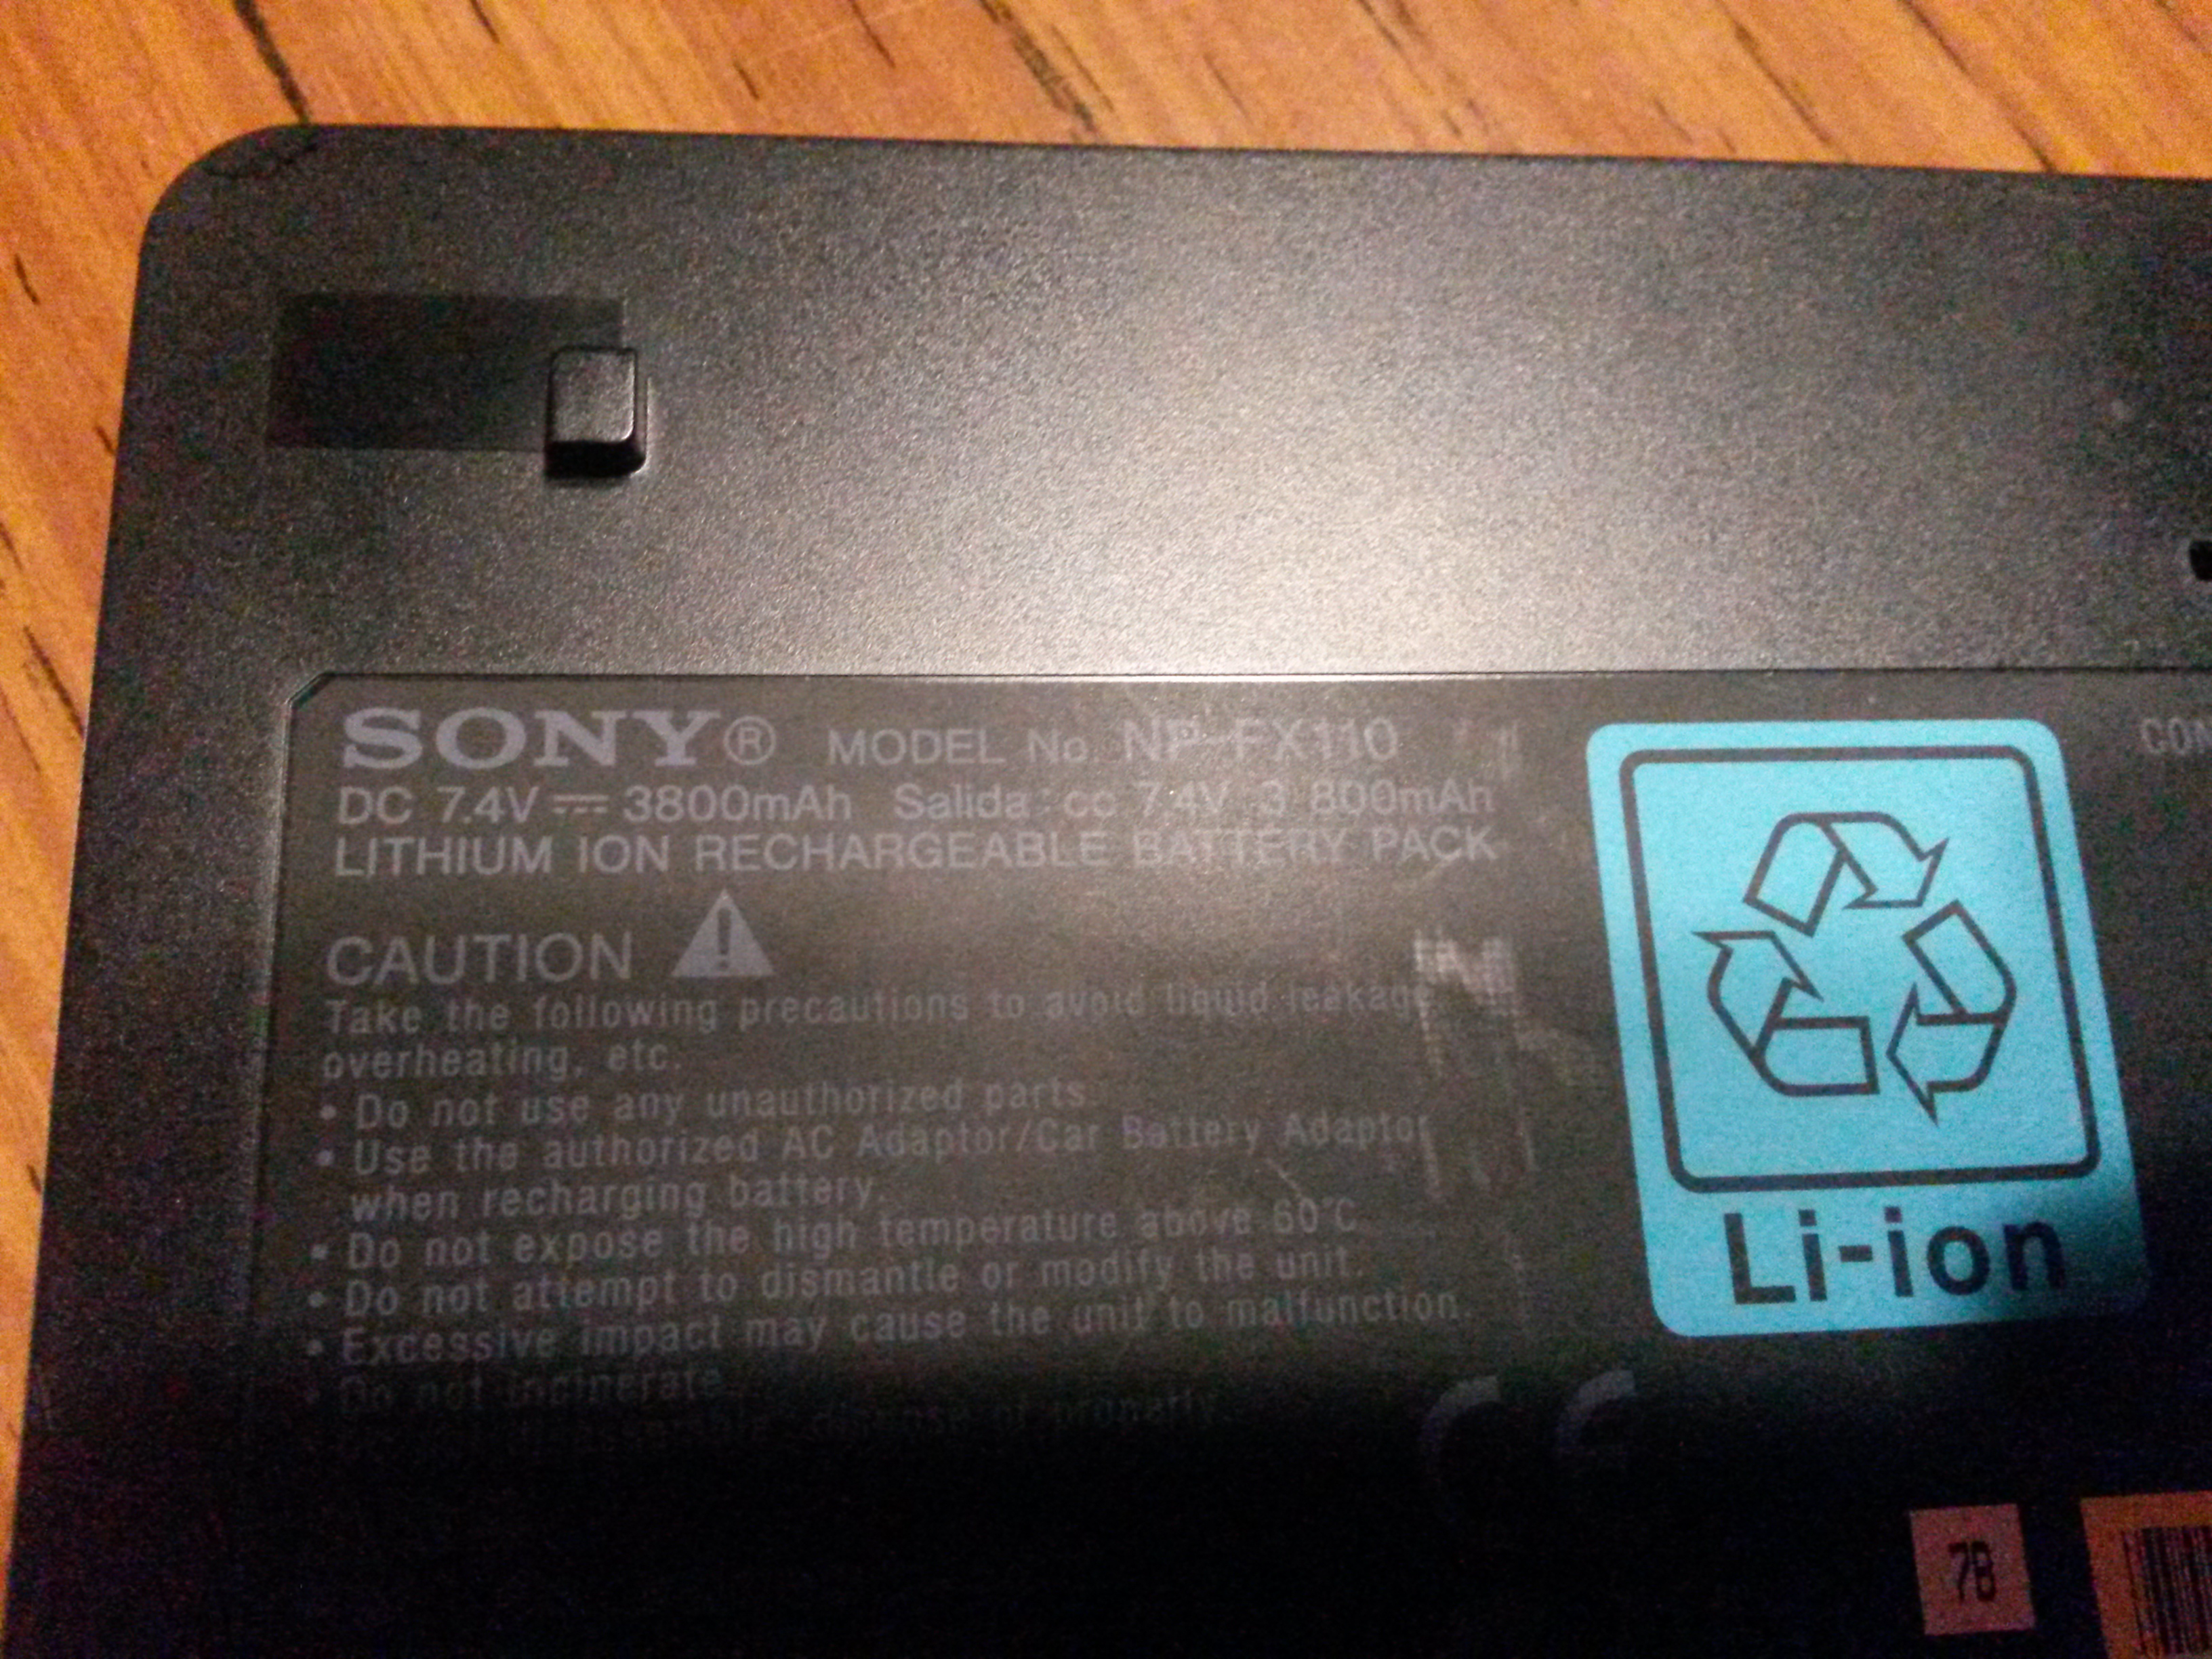 SONY® MODEL No. NP-FX110
DC 7.4V ⎓ 3800mAh Salida: cc 7.4V 3 800mAh
LITHIUM ION RECHARGEABLE BATTERY PACK
CAUTION
Take the following precautions to avoid liquid leakage
overheating, etc.
• Do not use any unauthorized parts.
• Use the authorized AC Adaptor/Car Battery Adaptor
when recharging battery.
• Do not expose the high temperature above 60°C
• Do not attempt to dismantle or modify the unit.
• Excessive impact may cause the unit to malfunction.
• Do not incinerate
dispose of properly.
CE
Li-ion
7B